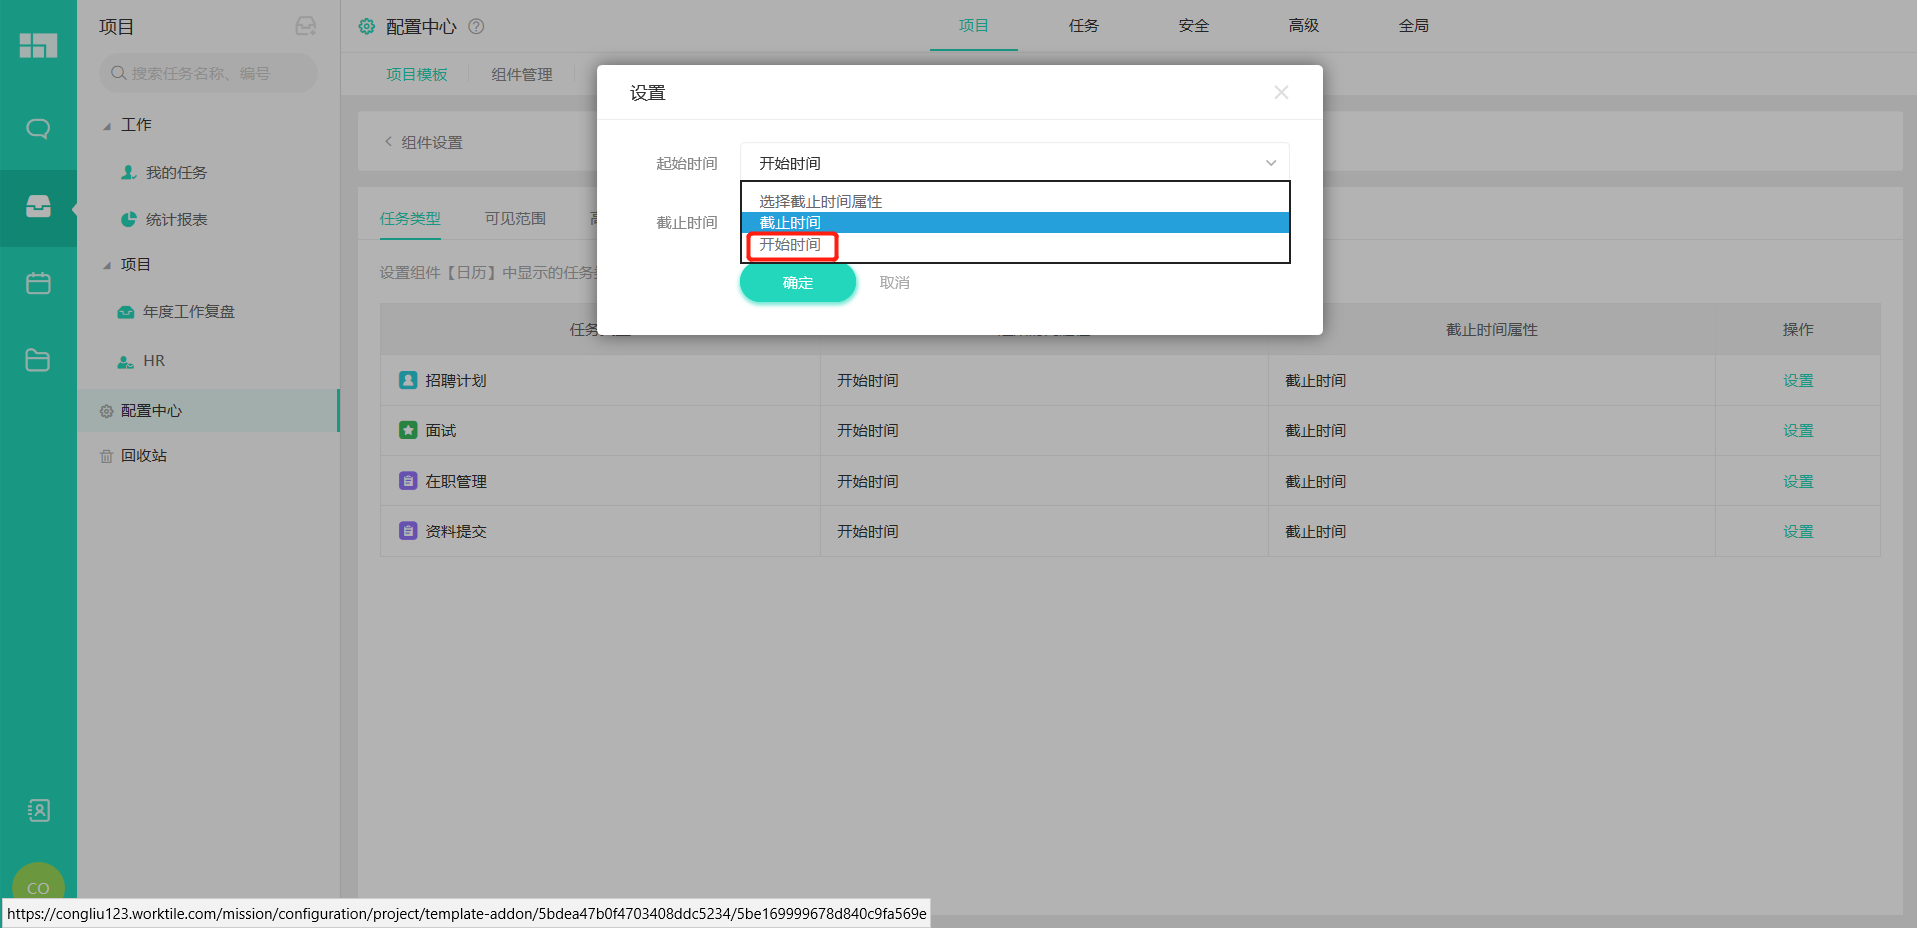 项目
搜索任务名称、编号
工作
我的任务
统计报表
项目
年度工作复盘
HR
配置中心
回收站
CO
配置中心
项目
任务
安全
高级
全局
项目模板
组件管理
组件设置
任务类型
可见范围
设置组件【日历】中显示的任务
设置
起始时间
开始时间
截止时间
选择截止时间属性
截止时间
开始时间
确定
取消
任务
截止时间属性
操作
招聘计划
开始时间
截止时间
设置
面试
开始时间
截止时间
设置
在职管理
开始时间
截止时间
设置
资料提交
开始时间
截止时间
设置
https://congliu123.worktile.com/mission/configuration/project/template-addon/5bdea47b0f4703408ddc5234/5be169999678d840c9fa569e